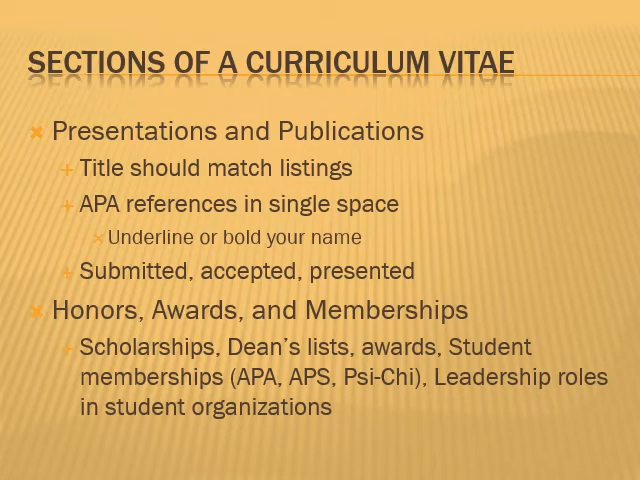 SECTIONS OF A CURRICULUM VITAE
Presentations and Publications
Title should match listings
APA references in single space
Underline or bold your name
Submitted, accepted, presented
Honors, Awards, and Memberships
Scholarships, Dean's lists, awards, Student
memberships (APA, APS, Psi-Chi), Leadership roles
in student organizations